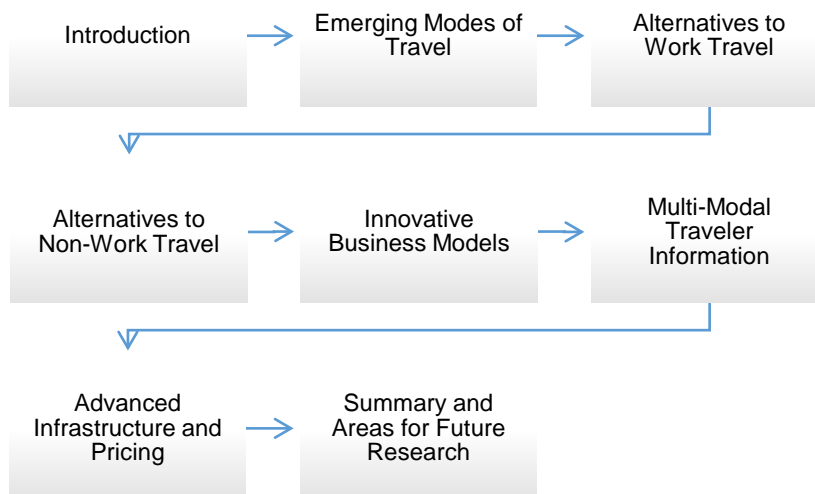 Introduction
Emerging Modes of
Travel
Alternatives to
Work Travel
Alternatives to
Non-Work Travel
Innovative
Business Models
Multi-Modal
Traveler
Information
Advanced
Infrastructure and
Pricing
Summary and
Areas for Future
Research